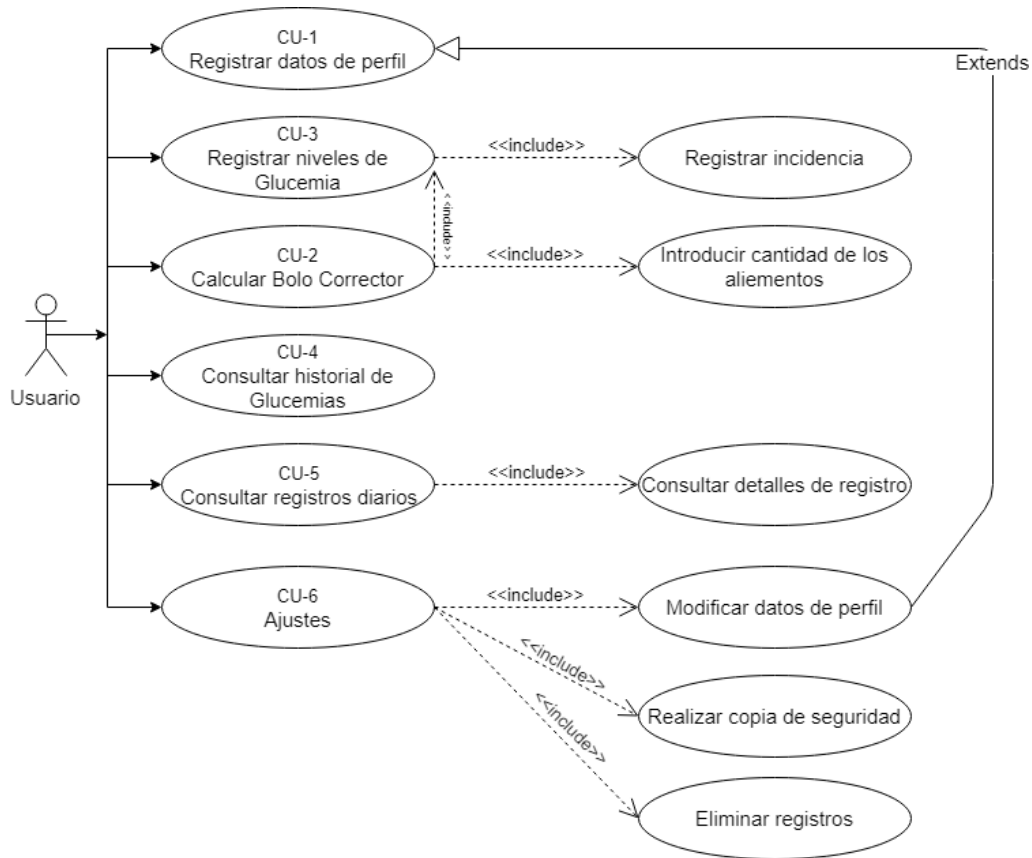 CU-1
Registrar datos de perfil
Extends
CU-3
Registrar niveles de
Glucemia
<<include>>
Registrar incidencia
<<include>>
CU-2
Calcular Bolo Corrector
<<include>>
Introducir cantidad de los
aliementos
CU-4
Consultar historial de
Glucemias
Usuario
CU-5
Consultar registros diarios
<<include>>
Consultar detalles de registro
CU-6
Ajustes
<<include>>
Modificar datos de perfil
<<include>>
Realizar copia de seguridad
<<include>>
Eliminar registros